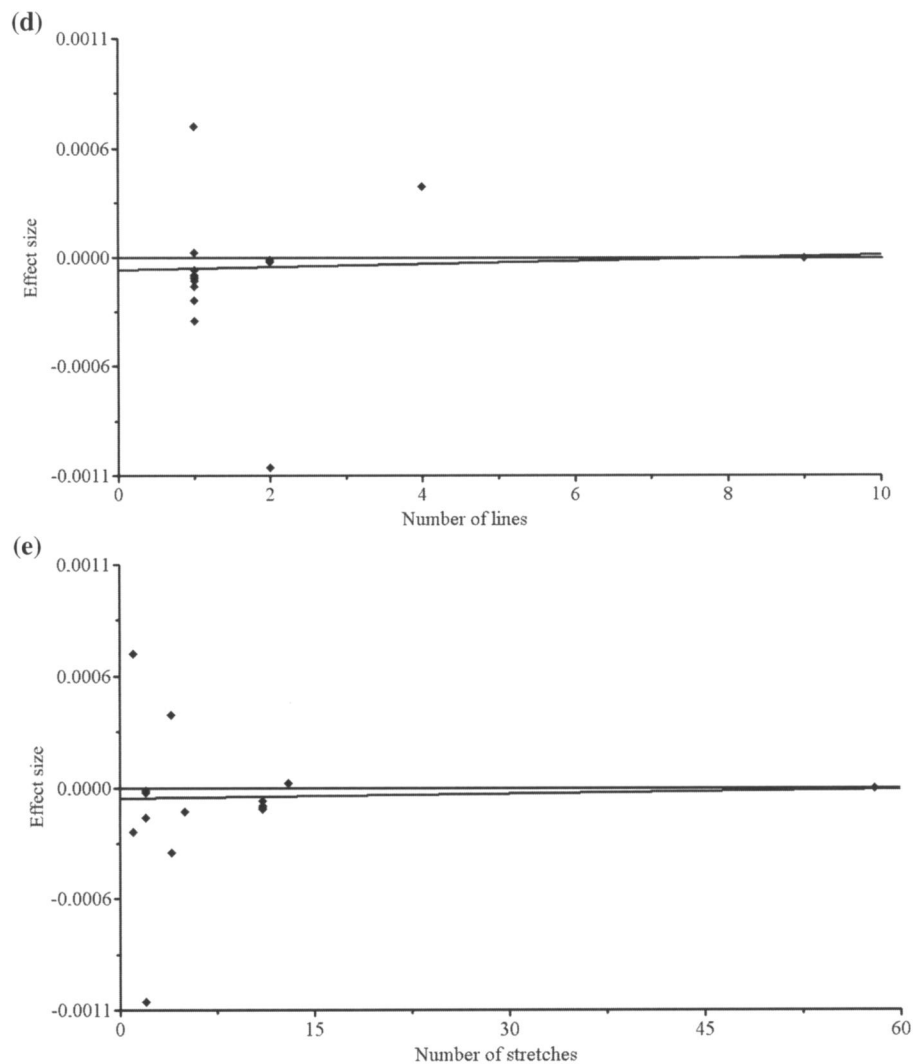 (d)
0.0011
0.0006
0.0000
-0.0006
-0.0011
Effect size
0 2 4 6 8 10
Number of lines
(e)
0.0011
0.0006
0.0000
-0.0006
-0.0011
Effect size
0 15 30 45 60
Number of stretches